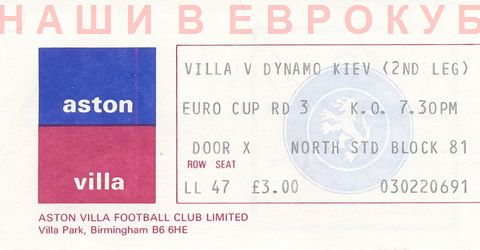 НАШИ В ЕВРОКУБ
aston
villa
VILLA V DYNAMO KIEV (2ND LEG)
EURO CUP RD 3 K.O. 7.30PM
DOOR X NORTH STD BLOCK 81
ROW SEAT
LL 47 £3.00 030220691
ASTON VILLA FOOTBALL CLUB LIMITED
Villa Park, Birmingham B6 6HE